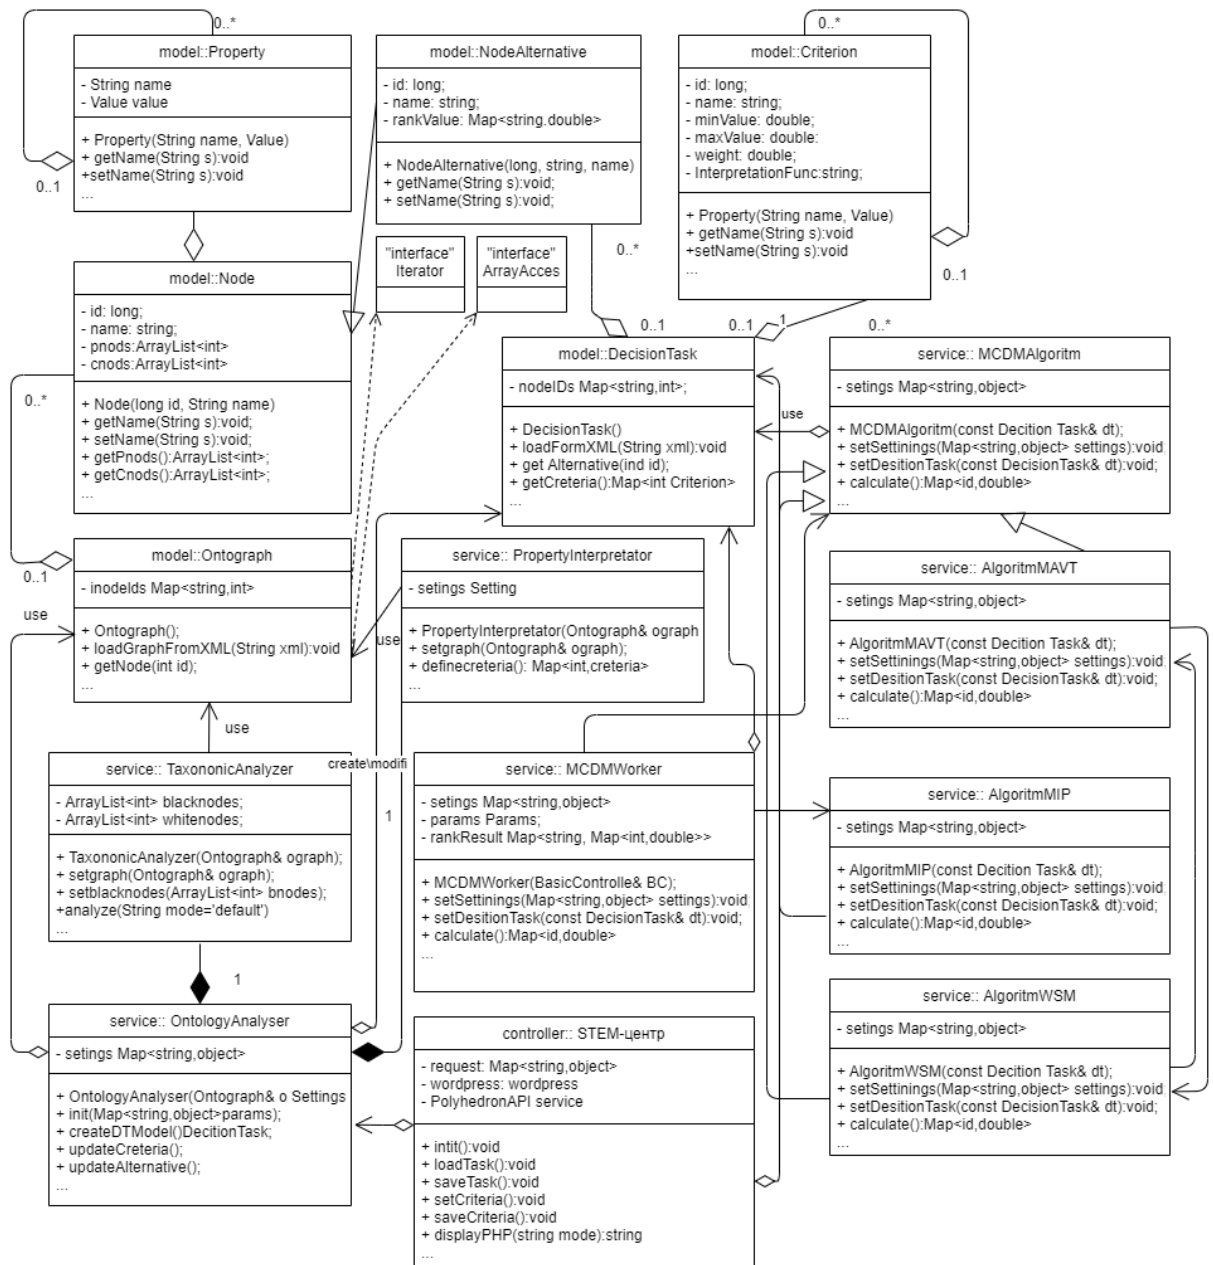 0..*
model::Property
- String name
- Value value
+ Property(String name, Value)
+ getName(String s):void
+setName(String s):void
...
0..1
model::NodeAlternative
- id: long;
- name: string;
- rankValue: Map<string.double>
+ NodeAlternative(long, string, name)
+ getName(String s):void;
+ setName(String s):void;
0..*
model::Criterion
- id: long;
- name: string;
- minValue: double;
- maxValue: double:
- weight: double;
- InterpretationFunc:string;
+ Property(String name, Value)
+ getName(String s):void
+setName(String s):void
...
0..1
"interface"
Iterator
"interface"
ArrayAcces
0..*
0..1
0..1
1
0..*
model::Node
- id: long;
- name: string;
- pnods:ArrayList<int>
- cnods:ArrayList<int>
+ Node(long id, String name)
+ getName(String s):void;
+ setName(String s):void;
+ getPnods():ArrayList<int>;
+ getCnods():ArrayList<int>;
...
0..*
0..1
model::DecisionTask
- nodeIDs Map<string,int>;
+ DecisionTask()
+ loadFormXML(String xml):void
+ get Alternative(ind id);
+ getCreteria():Map<int Criterion>
...
use
service:: MCDMAlgoritm
- setings Map<string,object>
+ MCDMAlgoritm(const Decition Task& dt);
+ setSettinings(Map<string,object> settings):void;
+ setDesitionTask(const DecisionTask& dt):void;
+ calculate():Map<id,double>
...
model::Ontograph
- inodeIds Map<string,int>
+ Ontograph();
+ loadGraphFromXML(String xml):void
+ getNode(int id);
...
use
use
use
service:: PropertyInterpretator
- setings Setting
+ PropertyInterpretator(Ontograph& ograph
+ setgraph(Ontograph& ograph);
+ definecreteria(): Map<int,creteria>
...
service:: AlgoritmMAVT
- setings Map<string,object>
+ AlgoritmMAVT(const Decition Task& dt);
+ setSettinings(Map<string,object> settings):void;
+ setDesitionTask(const DecisionTask& dt):void;
+ calculate():Map<id,double>
...
service:: TaxononicAnalyzer
- ArrayList<int> blacknodes;
- ArrayList<int> whitenodes;
+ TaxononicAnalyzer(Ontograph& ograph);
+ setgraph(Ontograph& ograph);
+ setblacknodes(ArrayList<int> bnodes);
+analyze(String mode='default')
...
create\modifi
1
1
service:: MCDMWorker
- setings Map<string,object>
- params Params;
- rankResult Map<string, Map<int,double>>
+ MCDMWorker(BasicControlle& BC);
+ setSettinings(Map<string,object> settings):void;
+ setDesitionTask(const DecisionTask& dt):void;
+ calculate():Map<id,double>
...
service:: AlgoritmMIP
- setings Map<string,object>
+ AlgoritmMIP(const Decition Task& dt);
+ setSettinings(Map<string,object> settings):void;
+ setDesitionTask(const DecisionTask& dt):void;
+ calculate():Map<id,double>
...
service:: OntologyAnalyser
- setings Map<string,object>
+ OntologyAnalyser(Ontograph& o Settings
+ init(Map<string,object>params);
+ createDTModel()DecitionTask;
+ updateCreteria();
+ updateAlternative();
...
controller:: STEM-центр
- request: Map<string,object>
- wordpress: wordpress
- PolyhedronAPI service
+ intit():void
+ loadTask():void
+ saveTask():void
+ setCriteria():void
+ saveCriteria():void
+ displayPHP(string mode):string
...
service:: AlgoritmWSM
- setings Map<string,object>
+ AlgoritmWSM(const Decition Task& dt);
+ setSettinings(Map<string,object> settings):void;
+ setDesitionTask(const DecisionTask& dt):void;
+ calculate():Map<id,double>
...